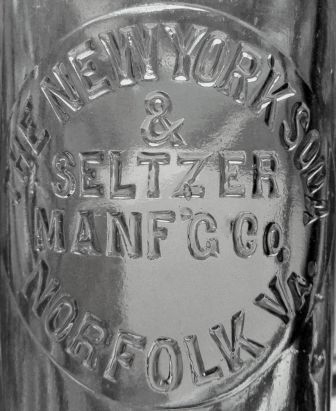 THE NEW YORK SODA
&
SELTZER
MANF'G CO.
NORFOLK VA.